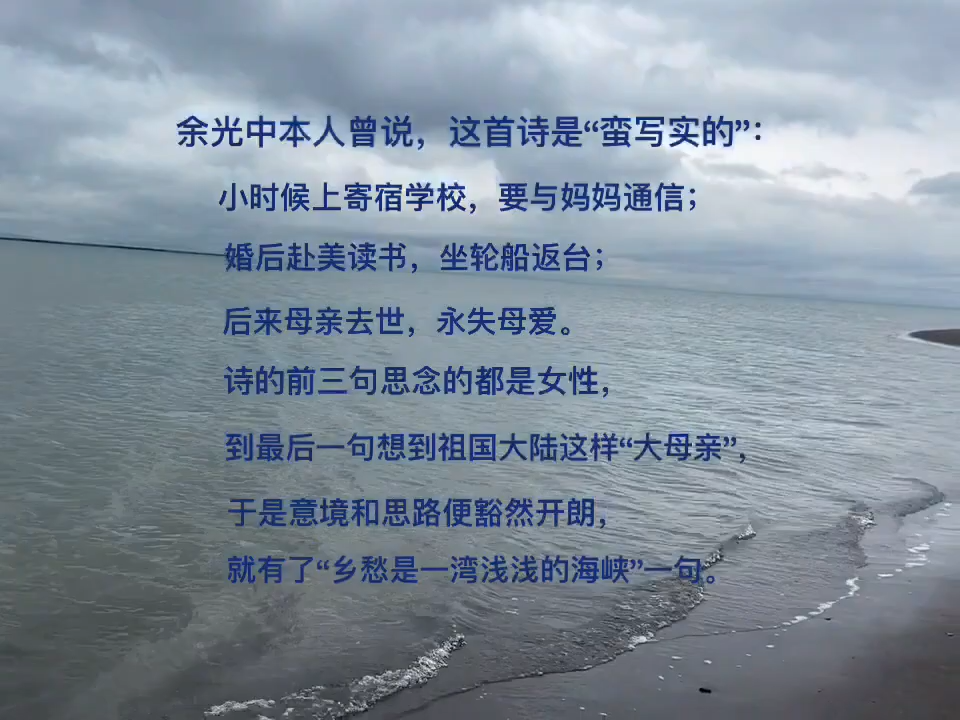 余光中本人曾说，这首诗是“蛮写实的”：
小时候上寄宿学校，要与妈妈通信；
婚后赴美读书，坐轮船返台；
后来母亲去世，永失母爱。
诗的前三句思念的都是女性，
到最后一句想到祖国大陆这样“大母亲”，
于是意境和思路便豁然开朗，
就有了“乡愁是一湾浅浅的海峡”一句。